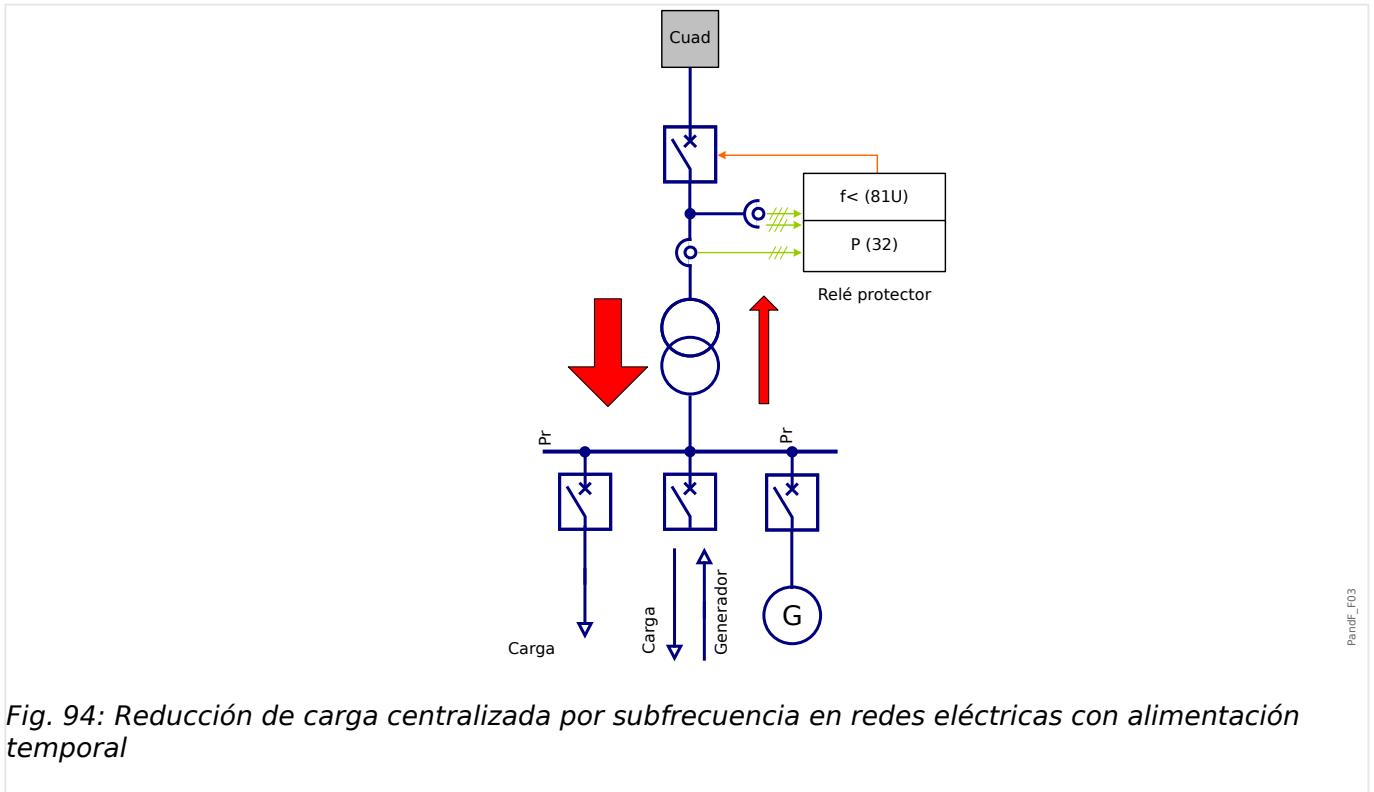 Cuad
f< (81U)
P (32)
Relé protector
Pr
Pr
Carga
Carga
Generador
G
PandF_F03
Fig. 94: Reducción de carga centralizada por subfrecuencia en redes eléctricas con alimentación
temporal